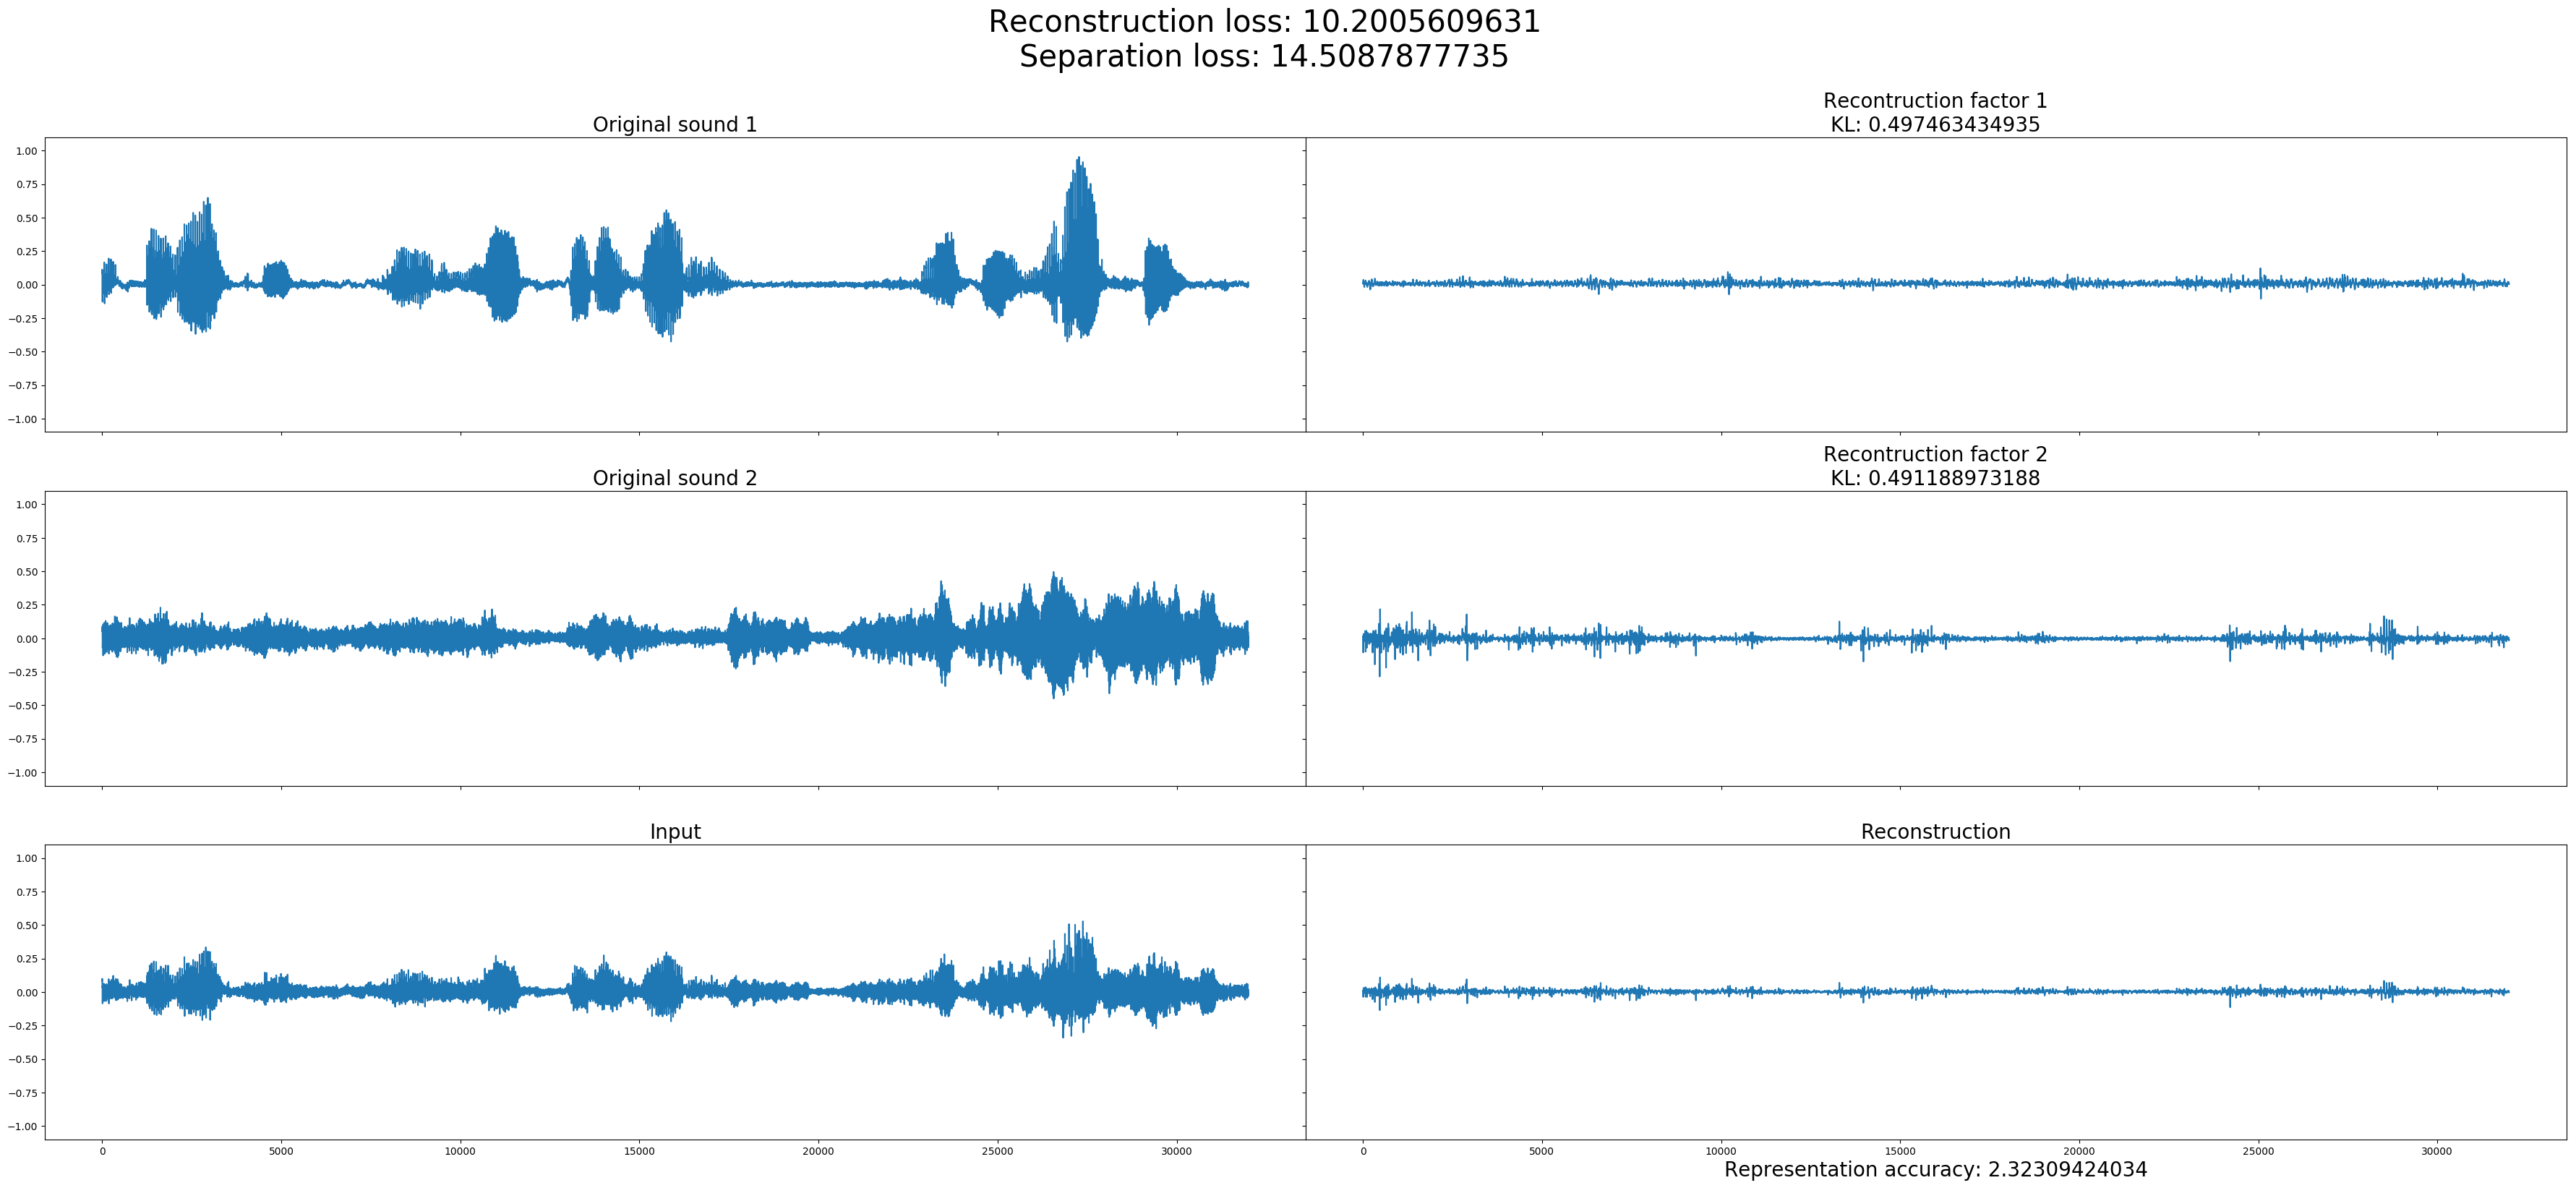 Reconstruction loss: 10.2005609631
Separation loss: 14.5087877735
Original sound 1
Recontruction factor 1
KL: 0.497463434935
1.00
0.75
0.50
0.25
0.00
−0.25
−0.50
−0.75
−1.00
Original sound 2
Recontruction factor 2
KL: 0.491188973188
1.00
0.75
0.50
0.25
0.00
−0.25
−0.50
−0.75
−1.00
Input
Reconstruction
1.00
0.75
0.50
0.25
0.00
−0.25
−0.50
−0.75
−1.00
0 5000 10000 15000 20000 25000 30000
0 5000 10000 15000 20000 25000 30000
Representation accuracy: 2.32309424034